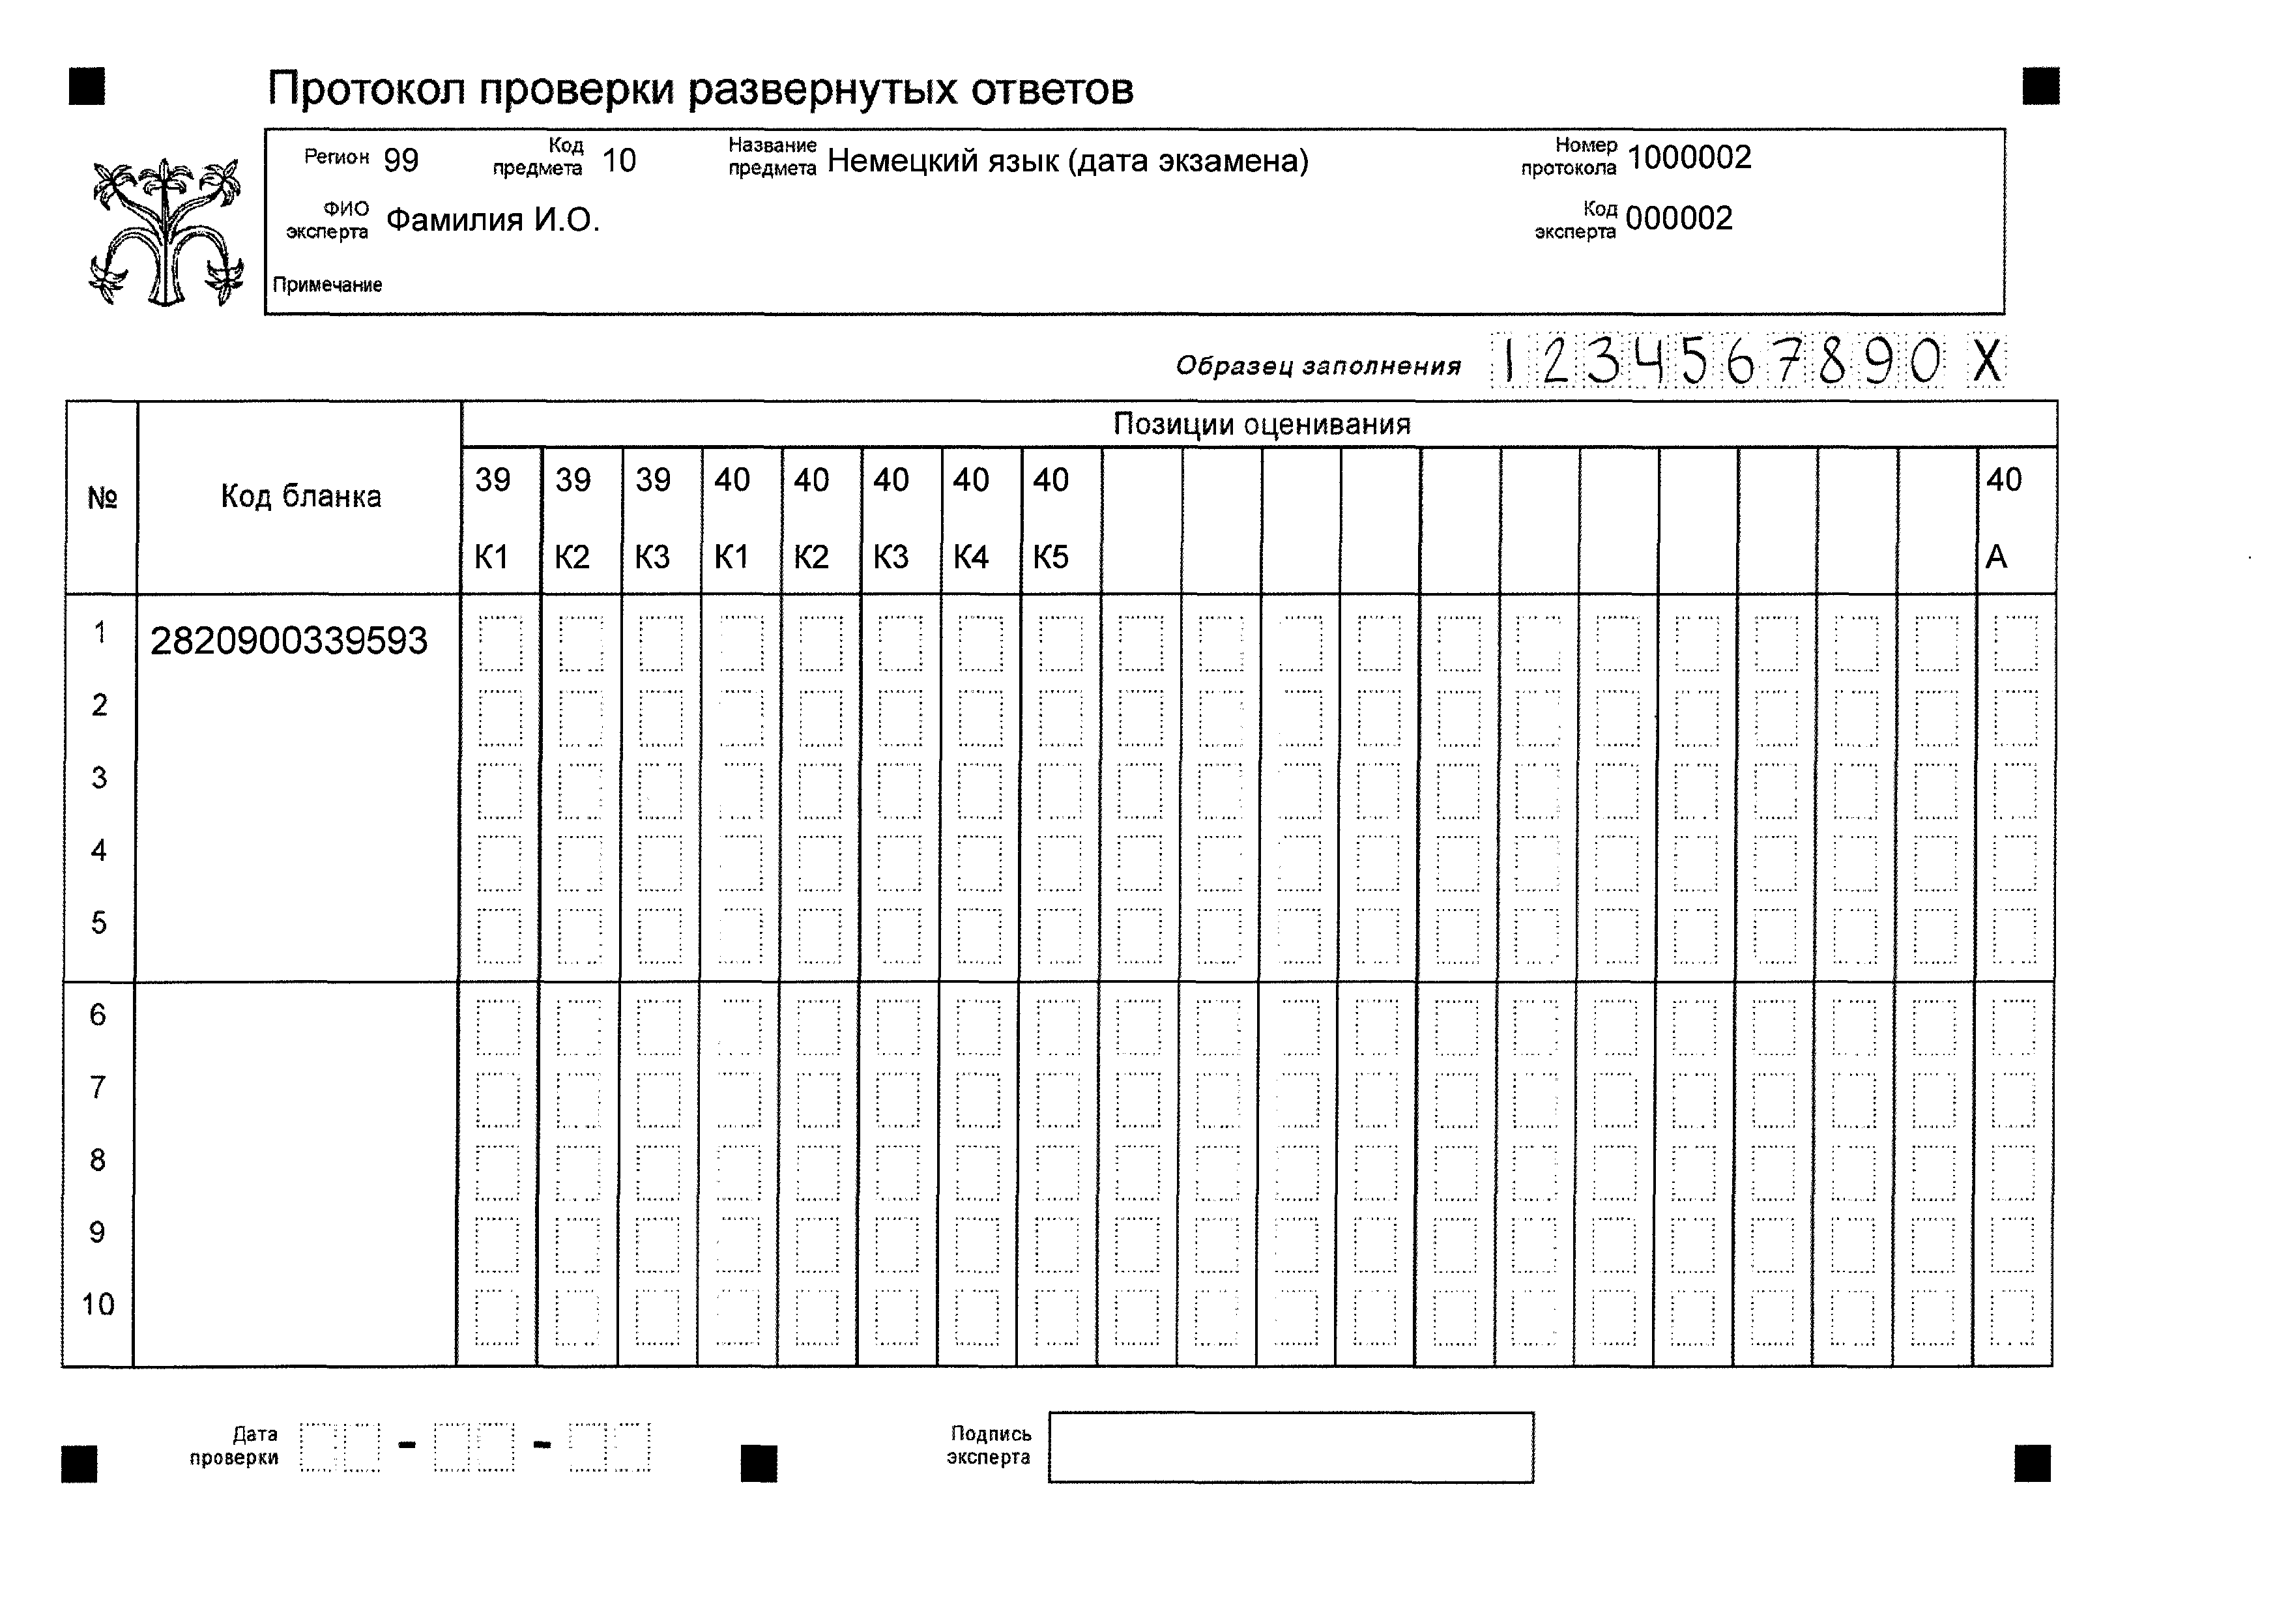 Протокол проверки развернутых ответов
Регион 99 Код предмета 10 Название предмета Немецкий язык (дата экзамена) Номер протокола 1000002
ФИО эксперта Фамилия И.О. Код эксперта 000002
Примечание
Образец заполнения 1 2 3 4 5 6 7 8 9 0 X
№ Код бланка Позиции оценивания
39 39 39 40 40 40 40 40 40
К1 К2 К3 К1 К2 К3 К4 К5 А
1 2820900339593
2
3
4
5
6
7
8
9
10
Дата проверки - - Подпись эксперта